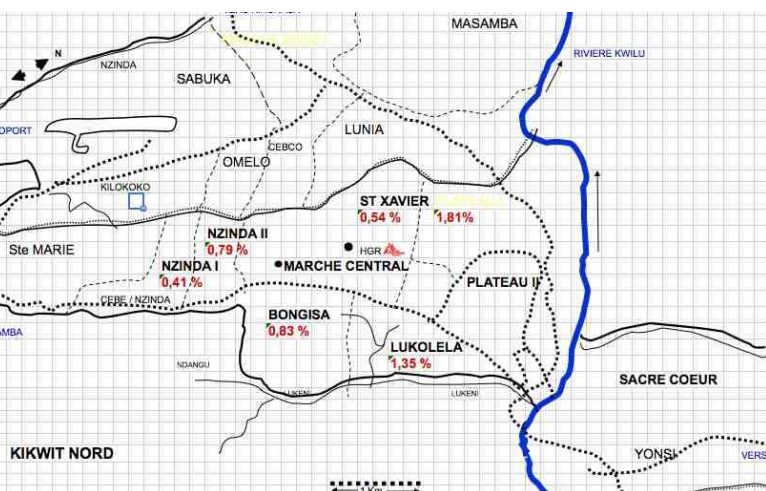 MASAMBA
N
RIVIERE KWILU
NZINDA
SABUKA
OPORT
LUNIA
CEBCO
OMELO
KILOKOKO
ST XAVIER
0,54 %
1,81%
NZINDA II
0,79 %
Ste MARIE
HGR
MARCHE CENTRAL
NZINDA I
0,41 %
PLATEAU II
CEBE / NZINDA
BONGISA
0,83 %
AMBA
LUKOLELA
1,35 %
NDANGU
SACRE COEUR
LUKENI
LUKENI
KIKWIT NORD
YONSI
VERS
1 Km